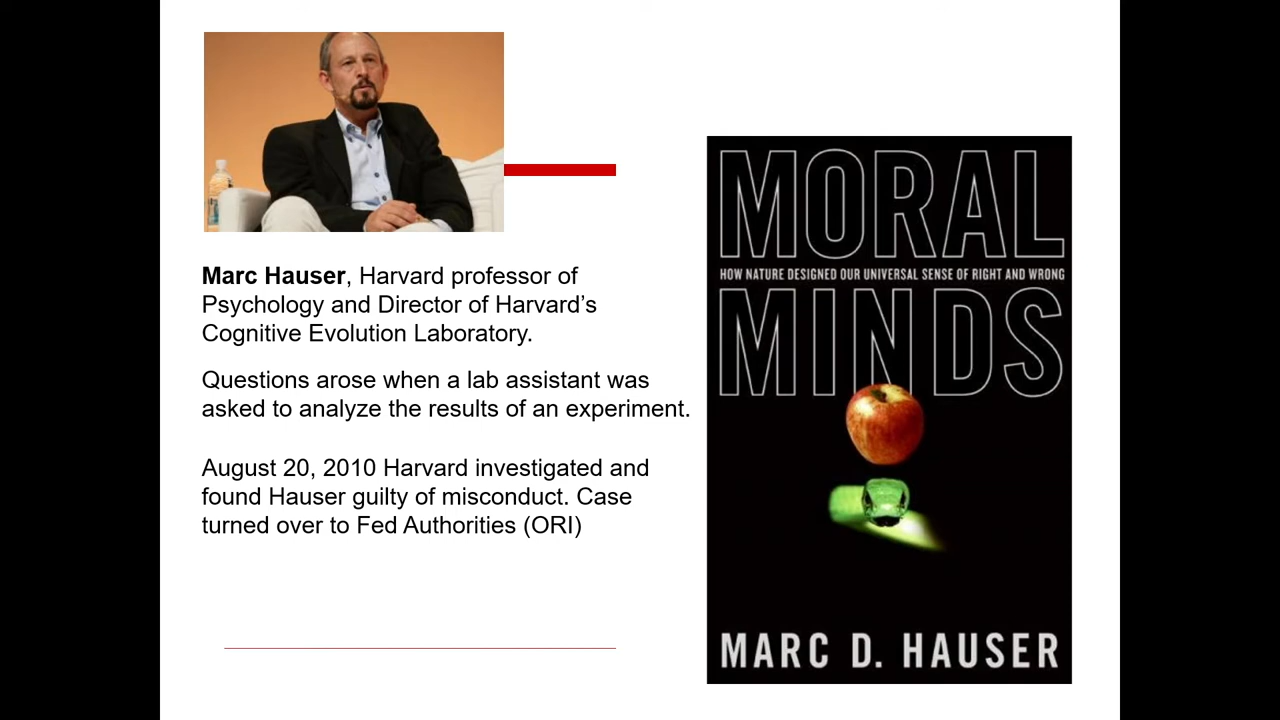 Marc Hauser, Harvard professor of
Psychology and Director of Harvard’s
Cognitive Evolution Laboratory.
Questions arose when a lab assistant was
asked to analyze the results of an experiment.
August 20, 2010 Harvard investigated and
found Hauser guilty of misconduct. Case
turned over to Fed Authorities (ORI)
MORAL
HOW NATURE DESIGNED OUR UNIVERSAL SENSE OF RIGHT AND WRONG
MINDS
MARC D. HAUSER